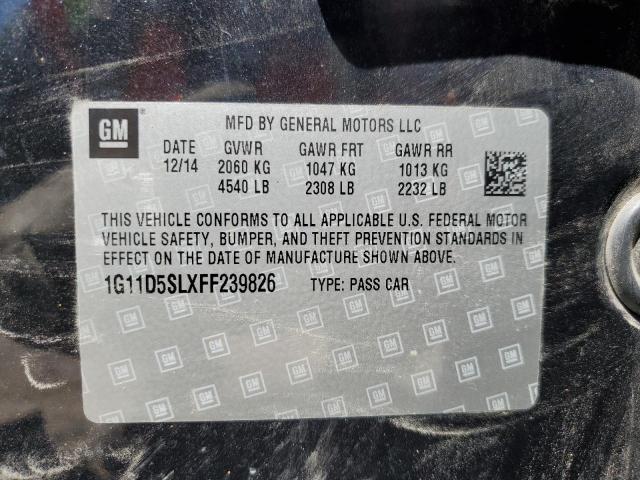 GM
MFD BY GENERAL MOTORS LLC
DATE GVWR GAWR FRT GAWR RR
12/14 2060 KG 1047 KG 1013 KG
4540 LB 2308 LB 2232 LB
THIS VEHICLE CONFORMS TO ALL APPLICABLE U.S. FEDERAL MOTOR
VEHICLE SAFETY, BUMPER, AND THEFT PREVENTION STANDARDS IN
EFFECT ON THE DATE OF MANUFACTURE SHOWN ABOVE.
1G11D5SLXFF239826 TYPE: PASS CAR